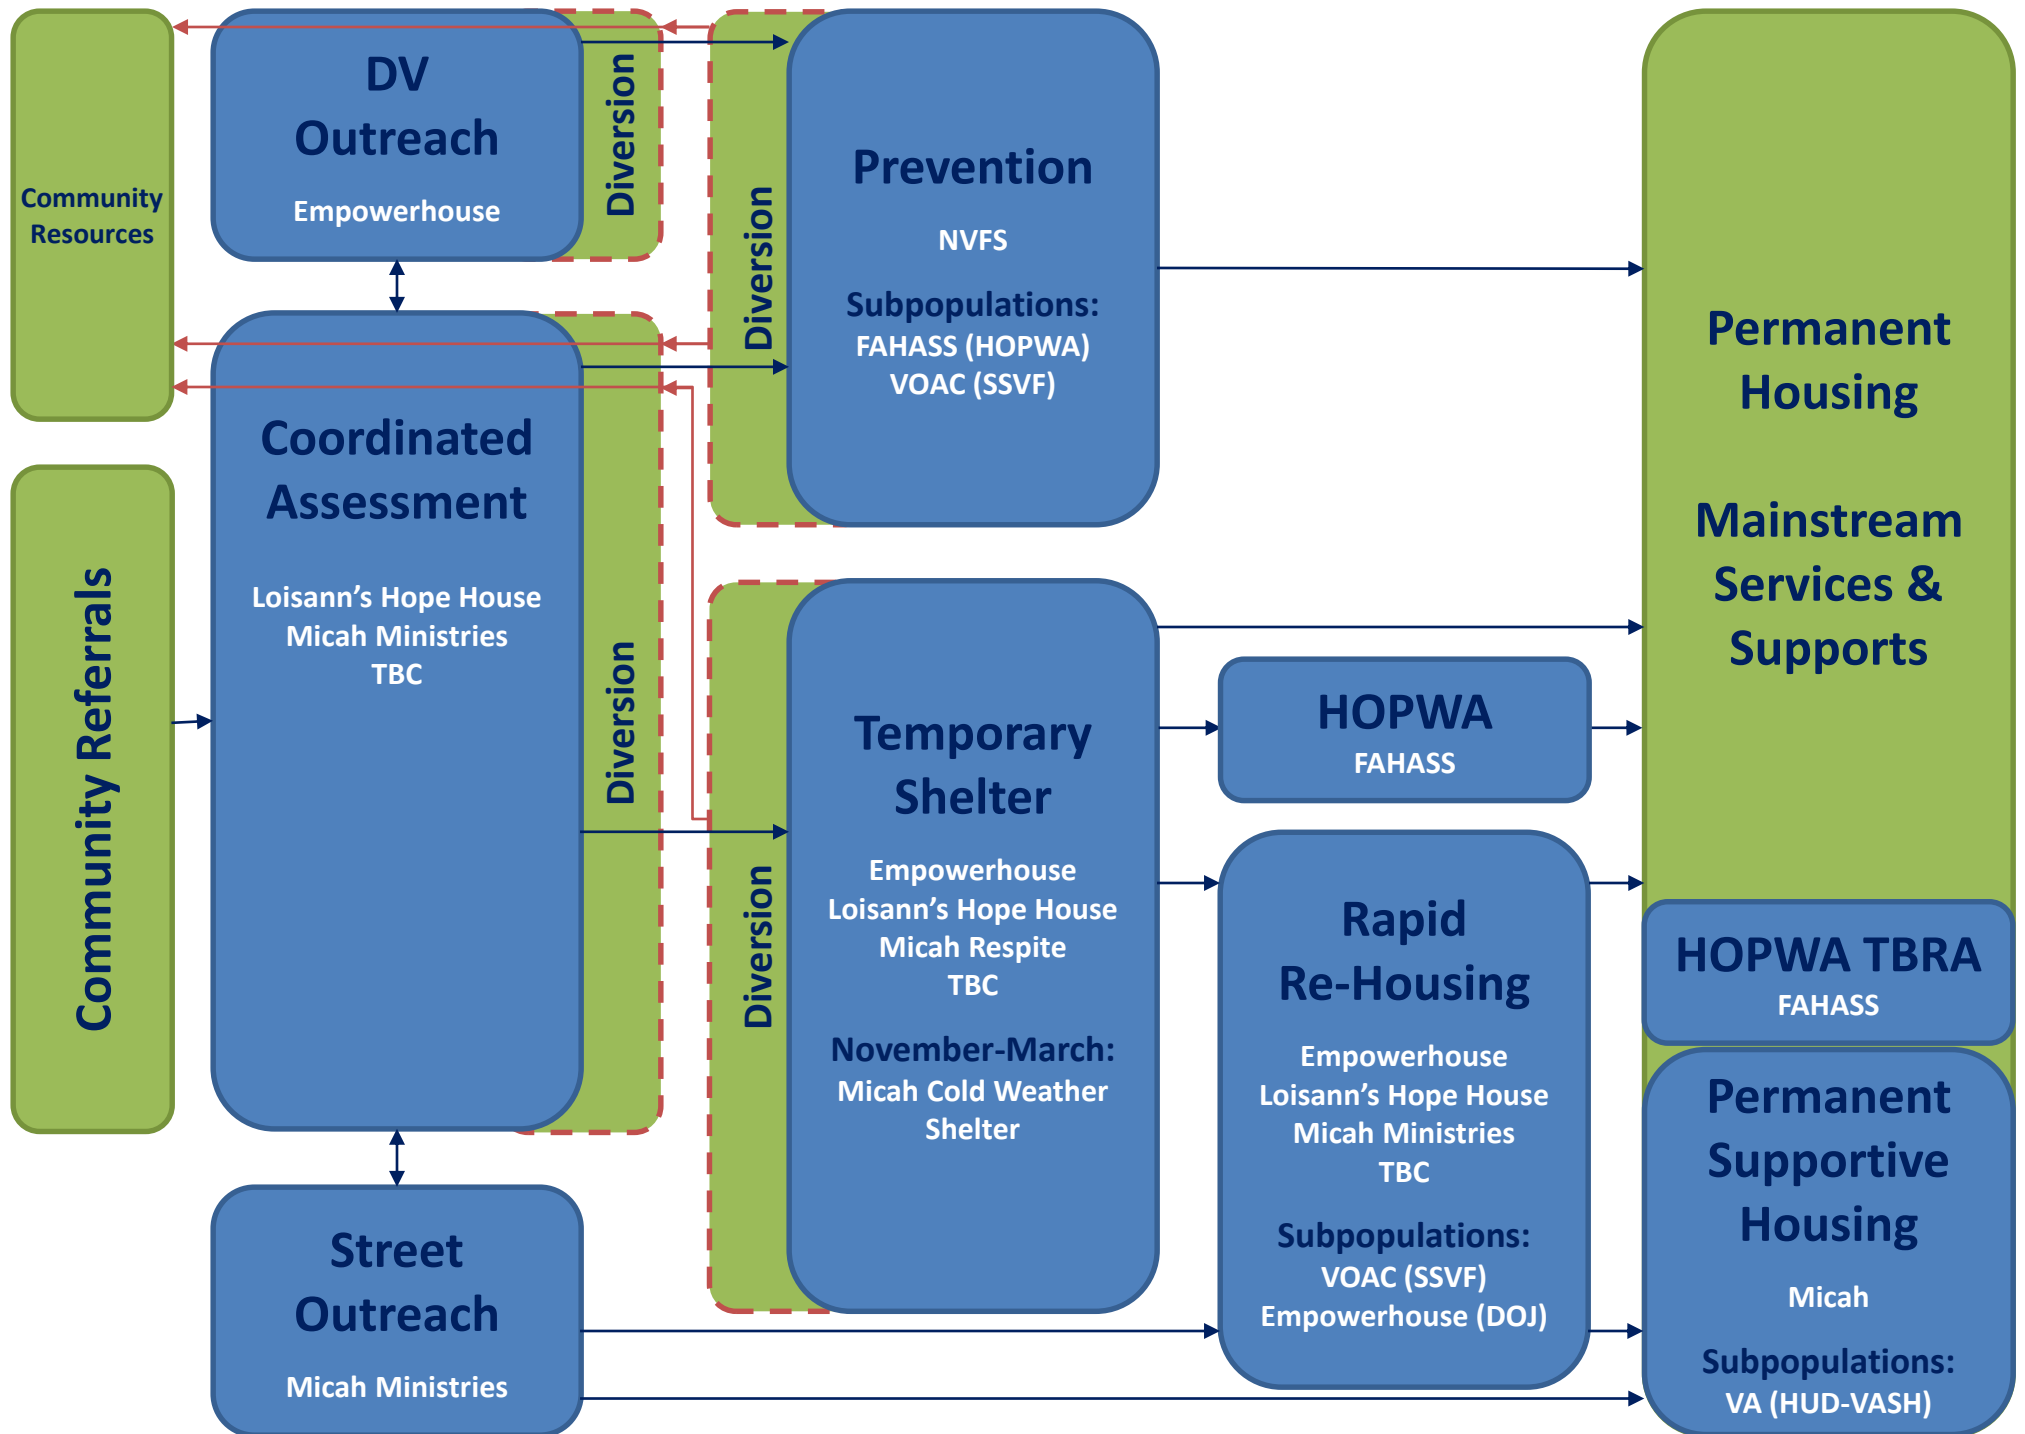 Community
Resources
Community Referrals
DV
Outreach
Empowerhouse
Diversion
Coordinated
Assessment
Loisann’s Hope House
Micah Ministries
TBC
Diversion
Street
Outreach
Micah Ministries
Diversion
Prevention
NVFS
Subpopulations:
FAHASS (HOPWA)
VOAC (SSVF)
Diversion
Temporary
Shelter
Empowerhouse
Loisann’s Hope House
Micah Respite
TBC
November-March:
Micah Cold Weather
Shelter
HOPWA
FAHASS
Rapid
Re-Housing
Empowerhouse
Loisann’s Hope House
Micah Ministries
TBC
Subpopulations:
VOAC (SSVF)
Empowerhouse (DOJ)
Permanent
Housing
Mainstream
Services &
Supports
HOPWA TBRA
FAHASS
Permanent
Supportive
Housing
Micah
Subpopulations:
VA (HUD-VASH)